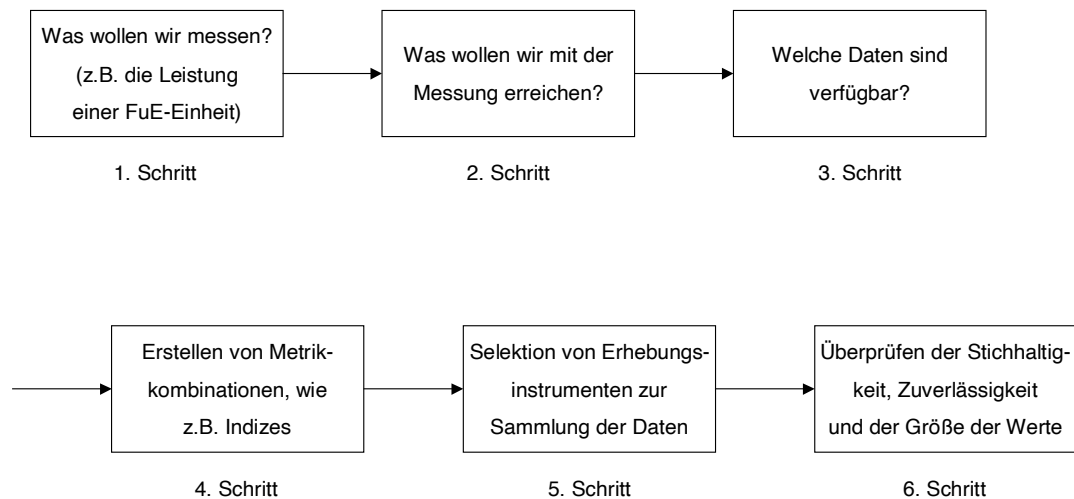 Was wollen wir messen?
(z.B. die Leistung
einer FuE-Einheit)
1. Schritt
Was wollen wir mit der
Messung erreichen?
2. Schritt
Welche Daten sind
verfügbar?
3. Schritt
Erstellen von Metrik-
kombinationen, wie
z.B. Indizes
4. Schritt
Selektion von Erhebungs-
instrumenten zur
Sammlung der Daten
5. Schritt
Überprüfen der Stichhaltig-
keit, Zuverlässigkeit
und der Größe der Werte
6. Schritt